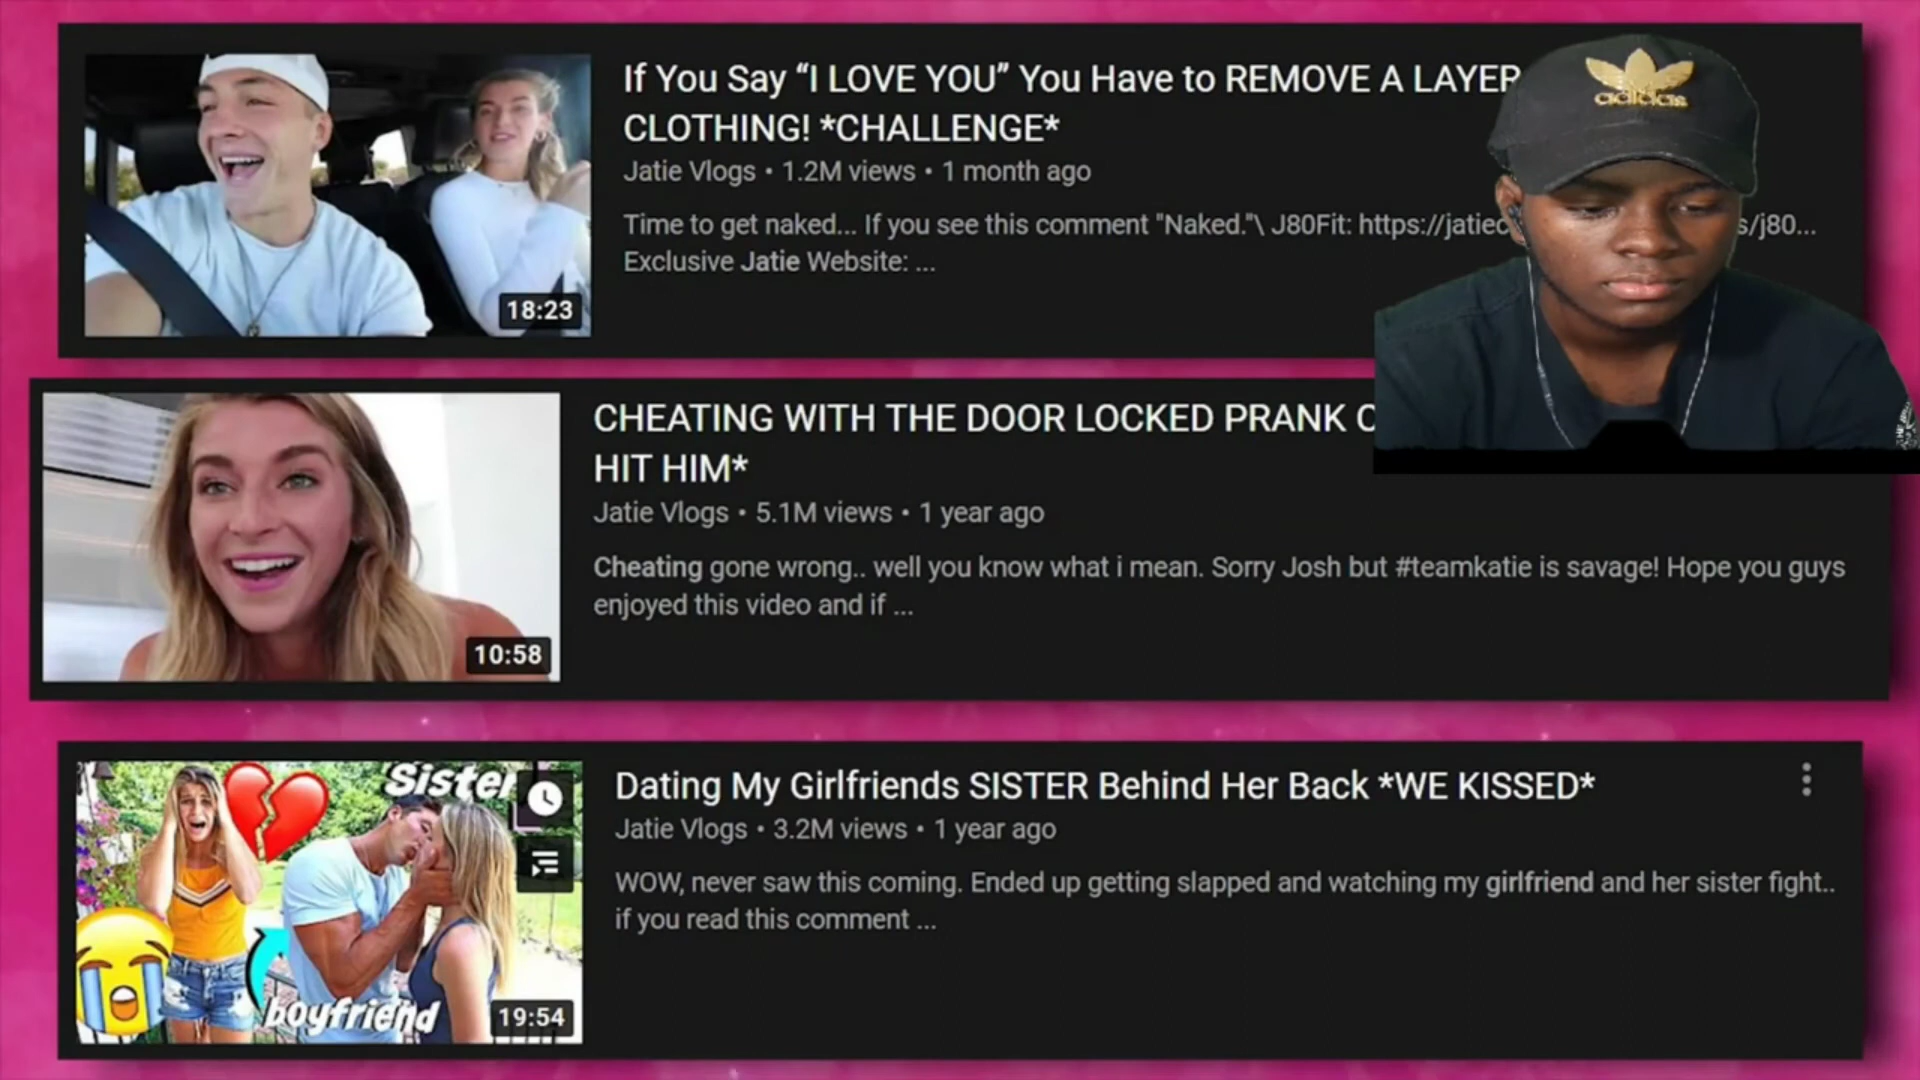 If You Say “I LOVE YOU” You Have to REMOVE A LAYER
CLOTHING! *CHALLENGE*
Jatie Vlogs • 1.2M views • 1 month ago
Time to get naked... If you see this comment "Naked."\ J80Fit: https://jatiec s/j80...
Exclusive Jatie Website: ...
18:23
adidas
CHEATING WITH THE DOOR LOCKED PRANK
HIT HIM*
Jatie Vlogs • 5.1M views • 1 year ago
Cheating gone wrong.. well you know what i mean. Sorry Josh but #teamkatie is savage! Hope you guys
enjoyed this video and if ...
10:58
Sister
boyfriend
19:54
Dating My Girlfriends SISTER Behind Her Back *WE KISSED*
Jatie Vlogs • 3.2M views • 1 year ago
WOW, never saw this coming. Ended up getting slapped and watching my girlfriend and her sister fight..
if you read this comment ...